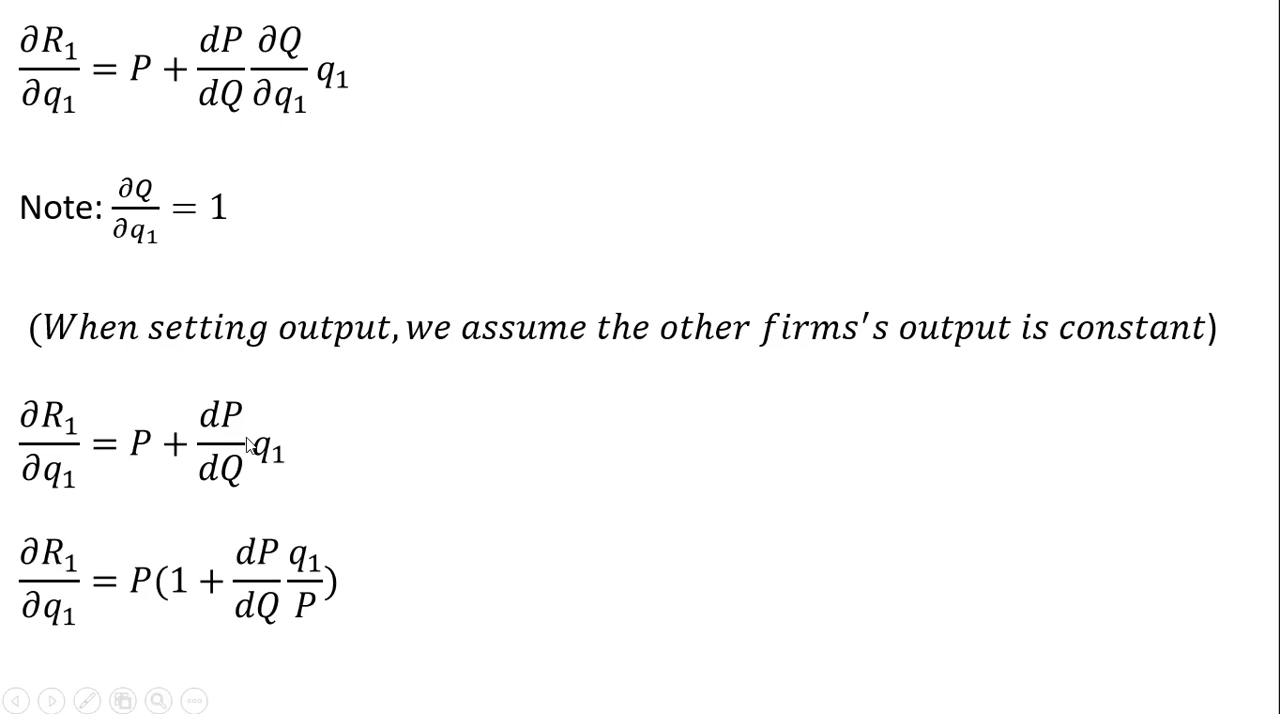 ∂R₁/∂q₁ = P + dP/dQ ∂Q/∂q₁ q₁
Note: ∂Q/∂q₁ = 1
(When setting output, we assume the other firms's output is constant)
∂R₁/∂q₁ = P + dP/dQ q₁
∂R₁/∂q₁ = P(1 + dP/dQ q₁/P)